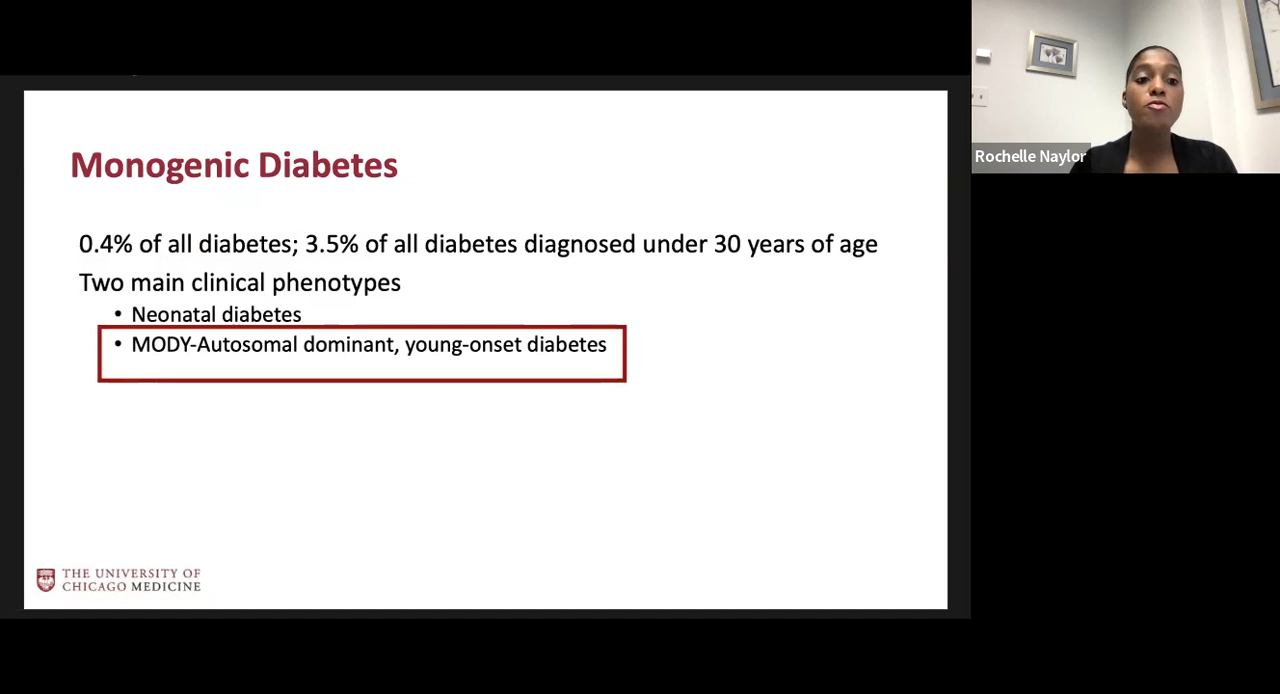 Monogenic Diabetes
0.4% of all diabetes; 3.5% of all diabetes diagnosed under 30 years of age
Two main clinical phenotypes
• Neonatal diabetes
• MODY-Autosomal dominant, young-onset diabetes
THE UNIVERSITY OF
CHICAGO MEDICINE
Rochelle Naylor